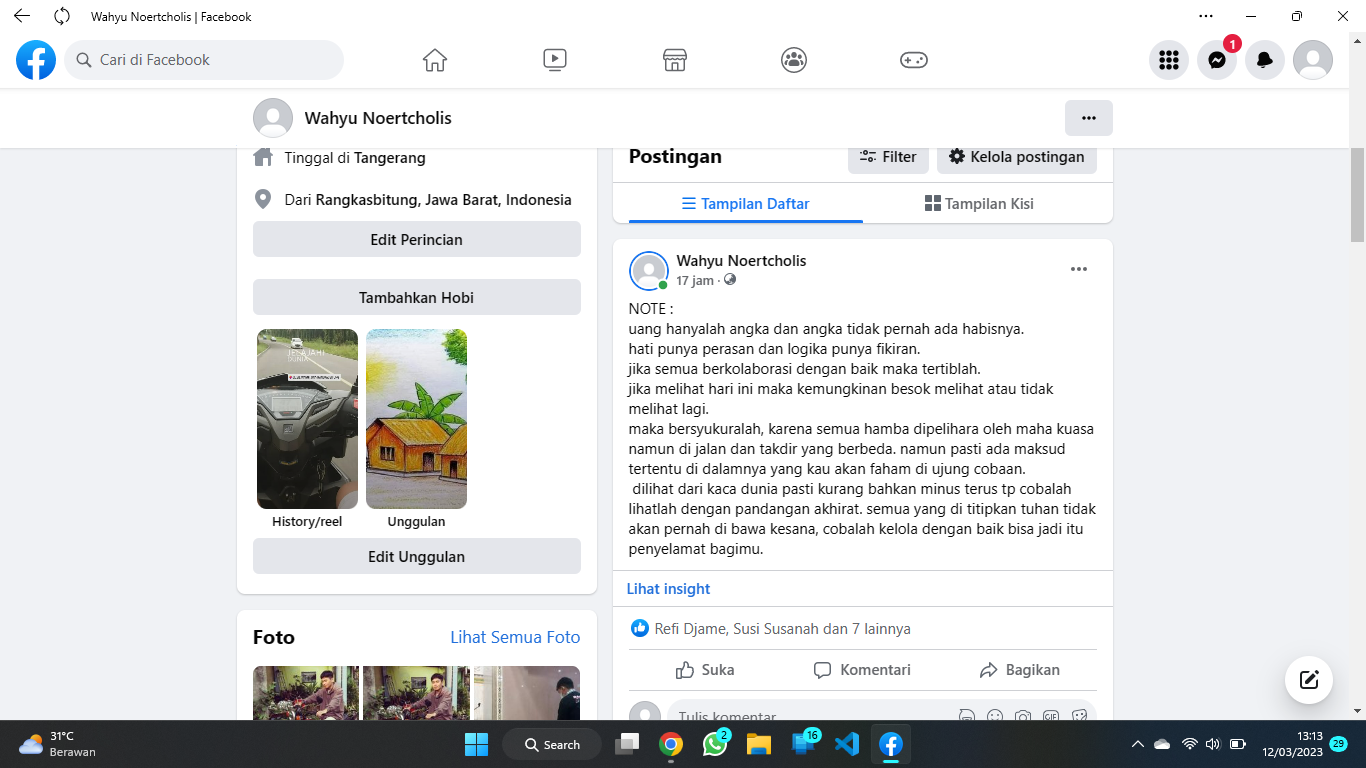 Wahyu Noertcholis | Facebook
Cari di Facebook
1
Wahyu Noertcholis
Tinggal di Tangerang
Dari Rangkasbitung, Jawa Barat, Indonesia
Edit Perincian
Tambahkan Hobi
JELAJAHI
DUNIA
History/reel
Unggulan
Edit Unggulan
Foto
Lihat Semua Foto
Postingan
Filter
Kelola postingan
Tampilan Daftar
Tampilan Kisi
Wahyu Noertcholis
17 jam ·
NOTE :
uang hanyalah angka dan angka tidak pernah ada habisnya.
hati punya perasan dan logika punya fikiran.
jika semua berkolaborasi dengan baik maka tertiblah.
jika melihat hari ini maka kemungkinan besok melihat atau tidak
melihat lagi.
maka bersyukuralah, karena semua hamba dipelihara oleh maha kuasa
namun di jalan dan takdir yang berbeda. namun pasti ada maksud
tertentu di dalamnya yang kau akan faham di ujung cobaan.
dilihat dari kaca dunia pasti kurang bahkan minus terus tp cobalah
lihatlah dengan pandangan akhirat. semua yang di titipkan tuhan tidak
akan pernah di bawa kesana, cobalah kelola dengan baik bisa jadi itu
penyelamat bagimu.
Lihat insight
Refi Djame, Susi Susanah dan 7 lainnya
Suka
Komentari
Bagikan
Tulis komentar
GIF
31°C
Berawan
Search
2
16
13:13
12/03/2023
29